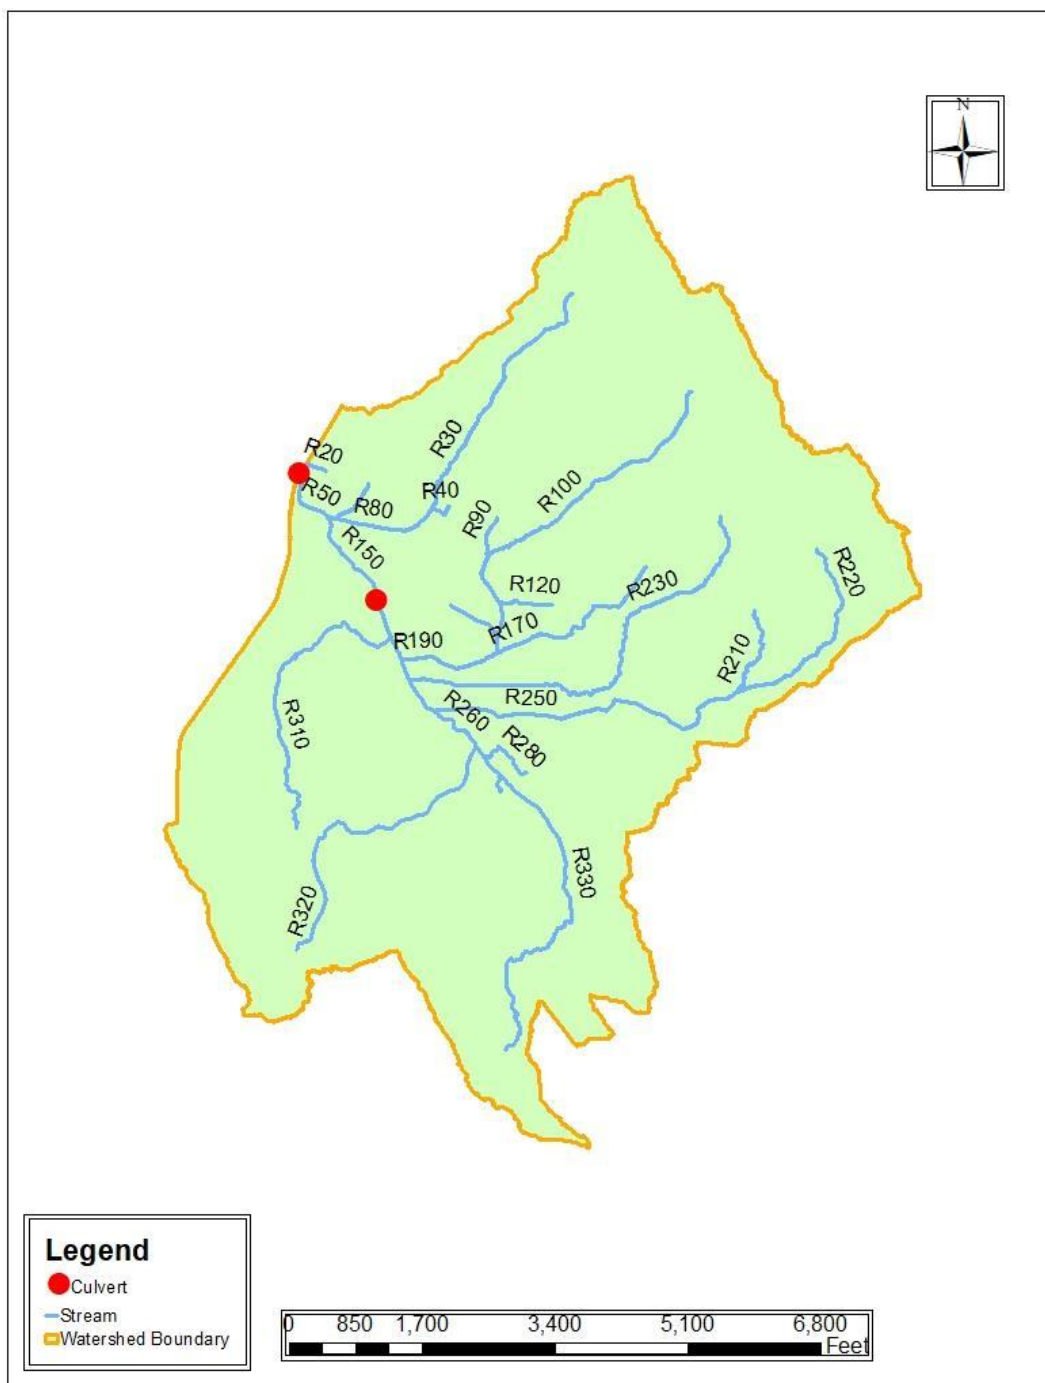 N
R20
R30
R50
R40
R80
R100
R90
R150
R120
R220
R230
R170
R190
R210
R250
R260
R310
R280
R330
R320
Legend
Culvert
Stream
Watershed Boundary
0 850 1,700 3,400 5,100 6,800
Feet